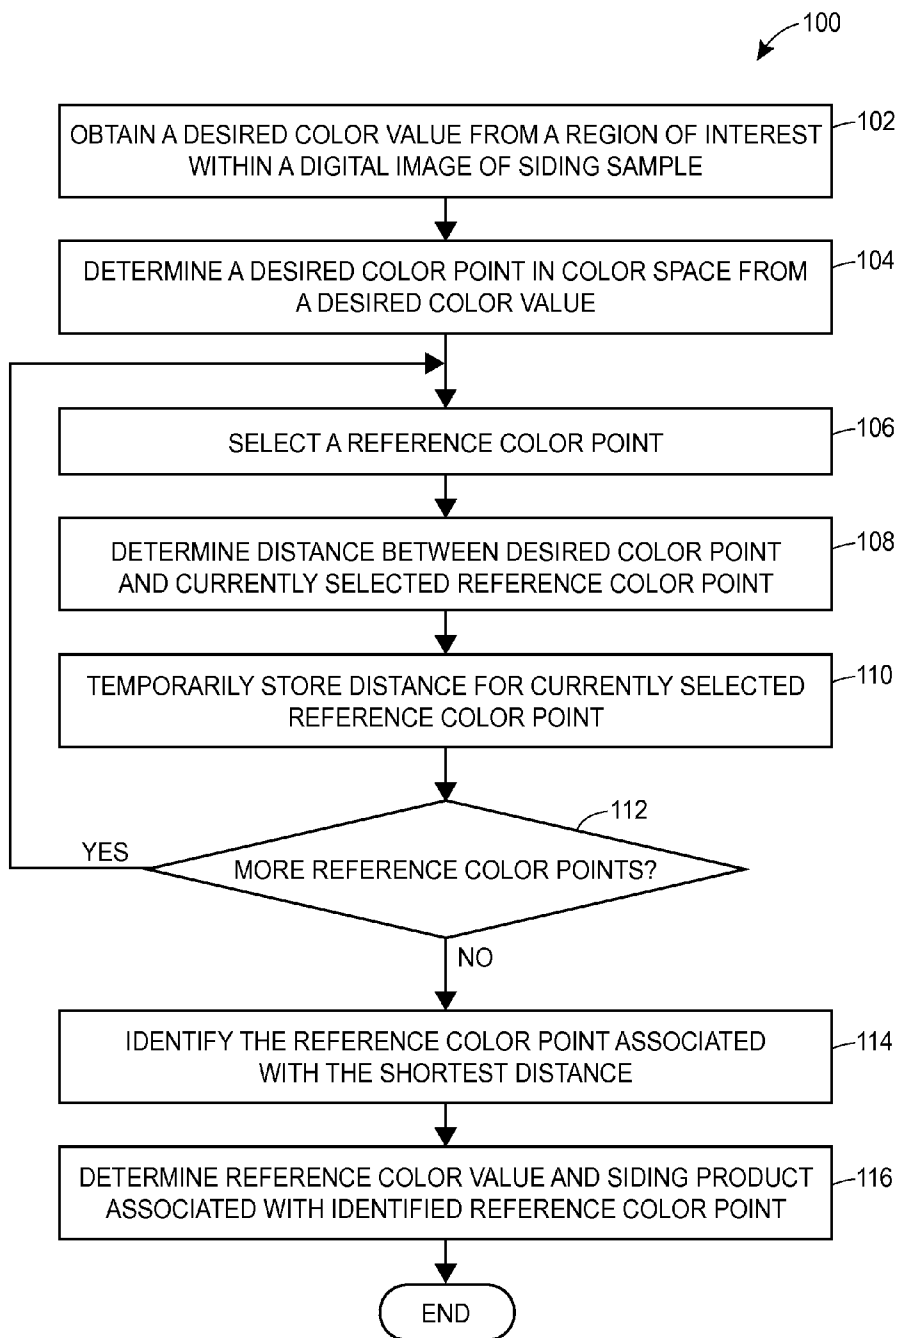 100
OBTAIN A DESIRED COLOR VALUE FROM A REGION OF INTEREST
WITHIN A DIGITAL IMAGE OF SIDING SAMPLE
102
DETERMINE A DESIRED COLOR POINT IN COLOR SPACE FROM
A DESIRED COLOR VALUE
104
SELECT A REFERENCE COLOR POINT
106
DETERMINE DISTANCE BETWEEN DESIRED COLOR POINT
AND CURRENTLY SELECTED REFERENCE COLOR POINT
108
TEMPORARILY STORE DISTANCE FOR CURRENTLY SELECTED
REFERENCE COLOR POINT
110
112
YES
MORE REFERENCE COLOR POINTS?
NO
IDENTIFY THE REFERENCE COLOR POINT ASSOCIATED
WITH THE SHORTEST DISTANCE
114
DETERMINE REFERENCE COLOR VALUE AND SIDING PRODUCT
ASSOCIATED WITH IDENTIFIED REFERENCE COLOR POINT
116
END